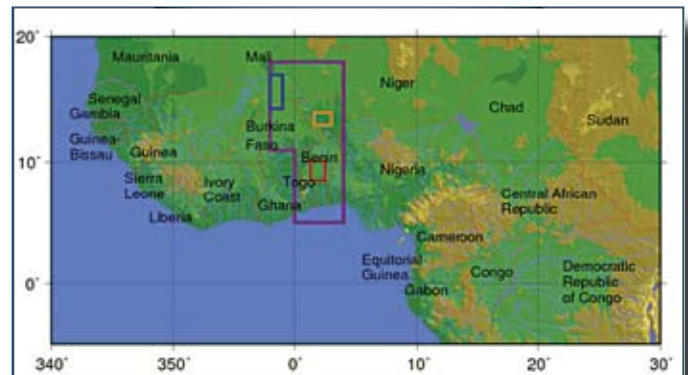 20°
Mauritania
Mali
Niger
Chad
Senegal
Gambia
Sudan
Burkina
Faso
Guinea-
Bissau
Guinea
Benin
10°
Nigeria
Sierra
Leone
Ivory
Coast
Togo
Ghana
Central African
Republic
Liberia
Cameroon
Equitorial
Guinea
Congo
Democratic
Republic
of Congo
Gabon
0°
340°
350°
0°
10°
20°
30°